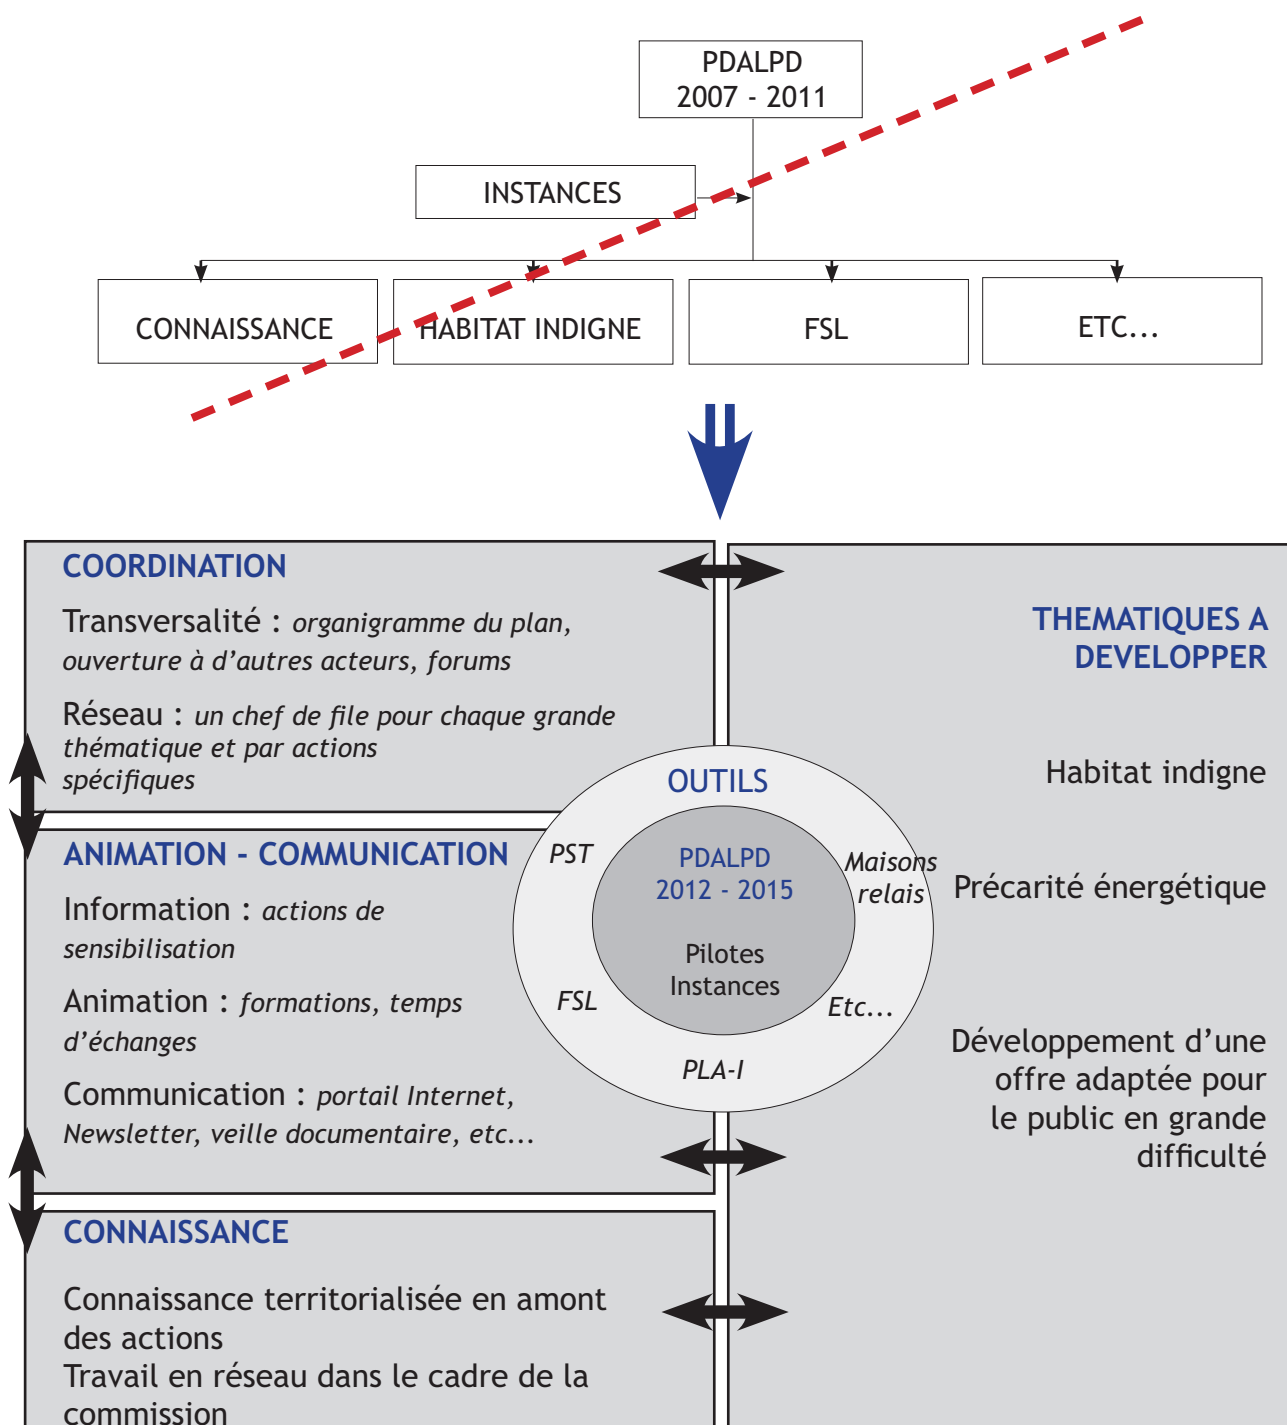 PDALPD
2007 - 2011
INSTANCES
CONNAISSANCE
HABITAT INDIGNE
FSL
ETC...
COORDINATION
Transversalité : organigramme du plan,
ouverture à d’autres acteurs, forums
Réseau : un chef de file pour chaque grande
thématique et par actions
spécifiques
ANIMATION - COMMUNICATION
Information : actions de
sensibilisation
Animation : formations, temps
d’échanges
Communication : portail Internet,
Newsletter, veille documentaire, etc...
CONNAISSANCE
Connaissance territorialisée en amont
des actions
Travail en réseau dans le cadre de la
commission
OUTILS
PST
Maisons
relais
FSL
Etc...
PLA-I
PDALPD
2012 - 2015
Pilotes
Instances
THEMATIQUES A
DEVELOPPER
Habitat indigne
Précarité énergétique
Développement d’une
offre adaptée pour
le public en grande
difficulté